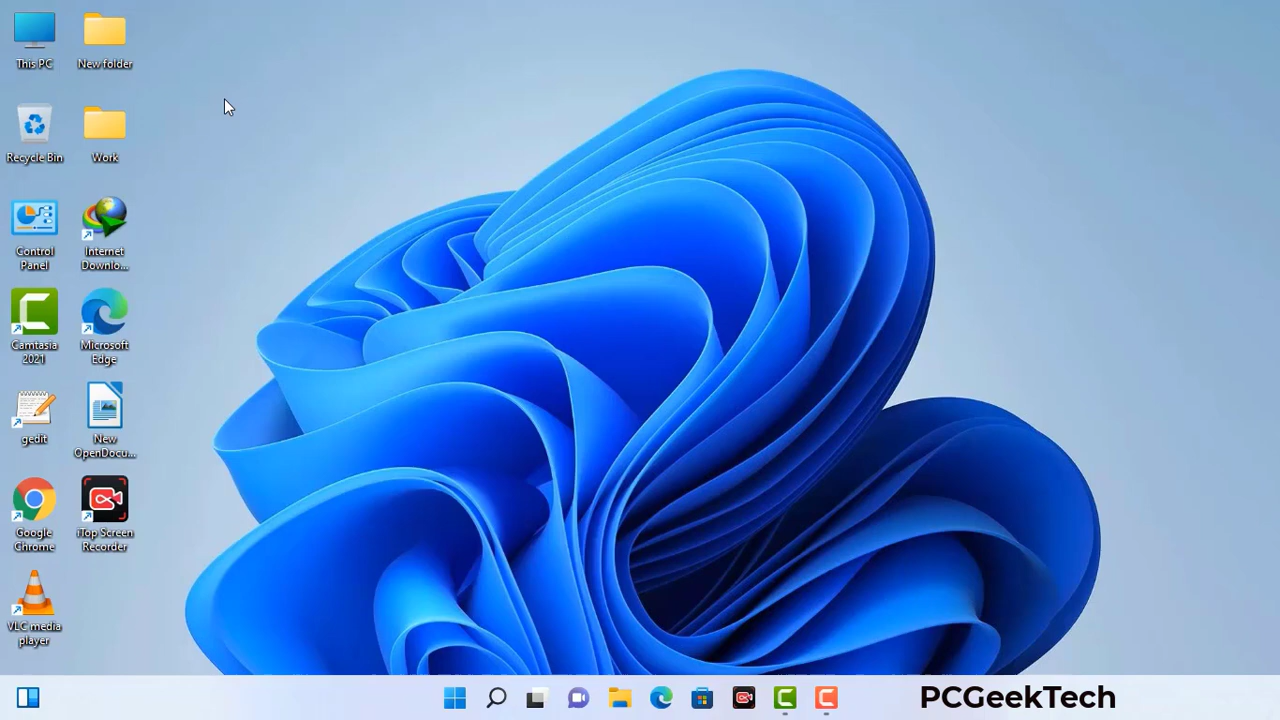 This PC
New folder
Recycle Bin
Work
Control
Panel
Internet
Downlo...
Camtasia
2021
Microsoft
Edge
gedit
New
OpenDocu...
Google
Chrome
iTop Screen
Recorder
VLC media
player
PCGeekTech